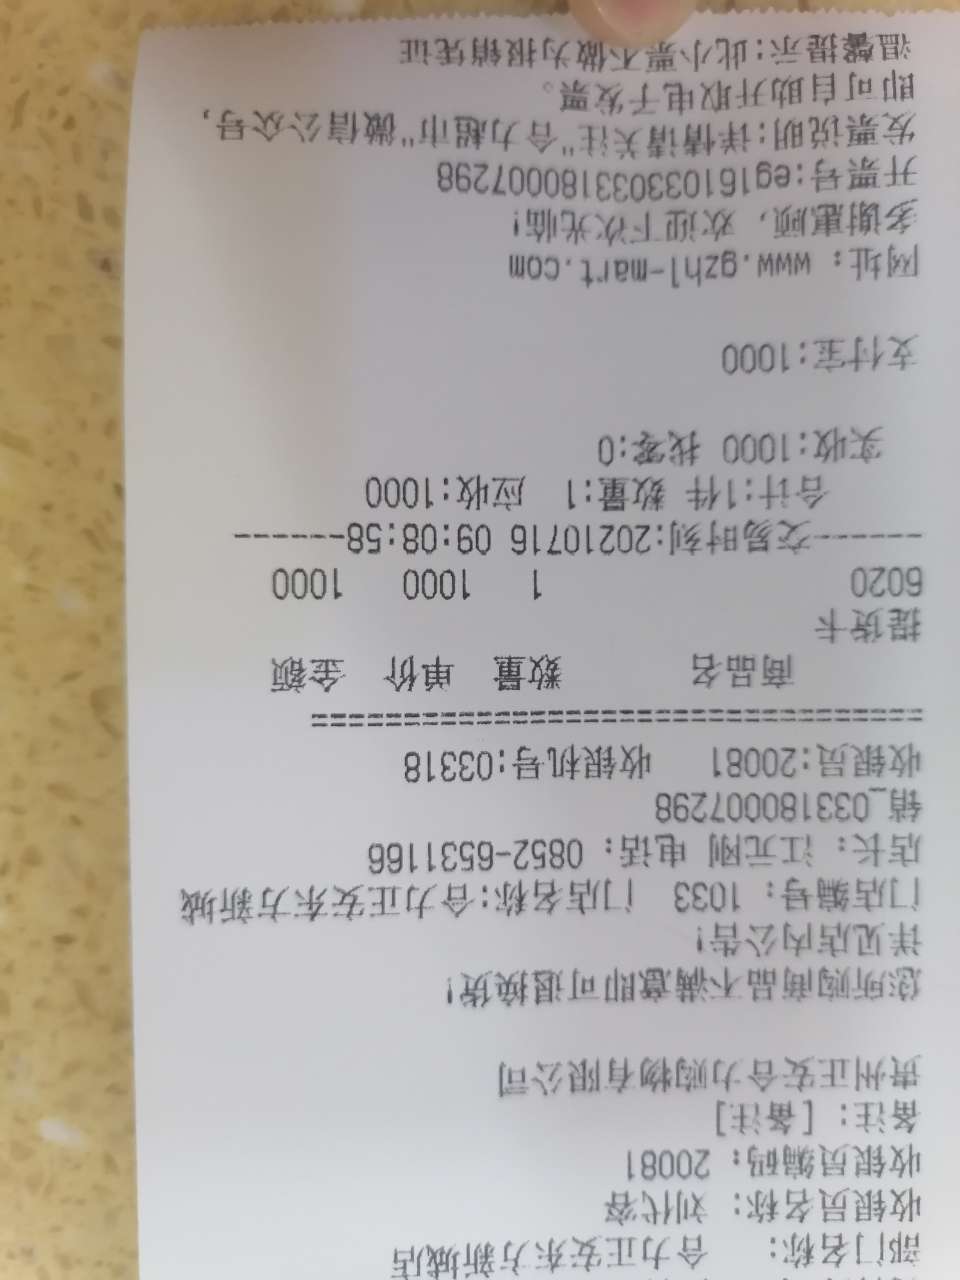 部门名称: 合力正安东方新城店
收银员名称: 刘代容
收银员编码: 20081
备注: [备注]
贵州正安合力购物有限公司
您所购商品不满意即可退换货!
详见店内公告!
门店编号: 1033 门店名称:合力正安东方新城
店长: 江元刚 电话: 0852-6531166
销_033180007298
收银员:20081 收银机号:03318
==================================
商品名 数量 单价 金额
提货卡
6020 1 1000 1000
------交易时刻:20210716 09:08:58------
合计:1件 数量:1 应收:1000
实收:1000 找零:0
支付宝:1000
网址: www.gzhl-mart.com
多谢惠顾, 欢迎下次光临!
开票号:eg161033033180007298
发票说明:详情请关注"合力超市"微信公众号,
即可自助开取电子发票。
温馨提示:此小票不做为报销凭证